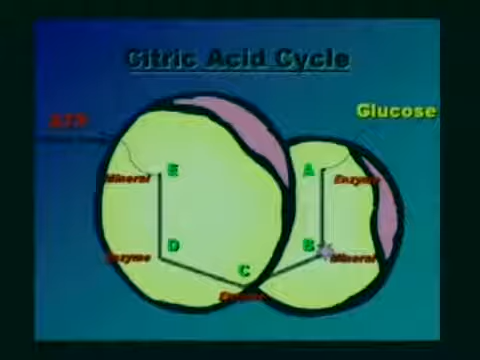 Citric Acid Cycle
Glucose
ATP
E
A
Mineral
Enzyme
D
B
Enzyme
Mineral
C